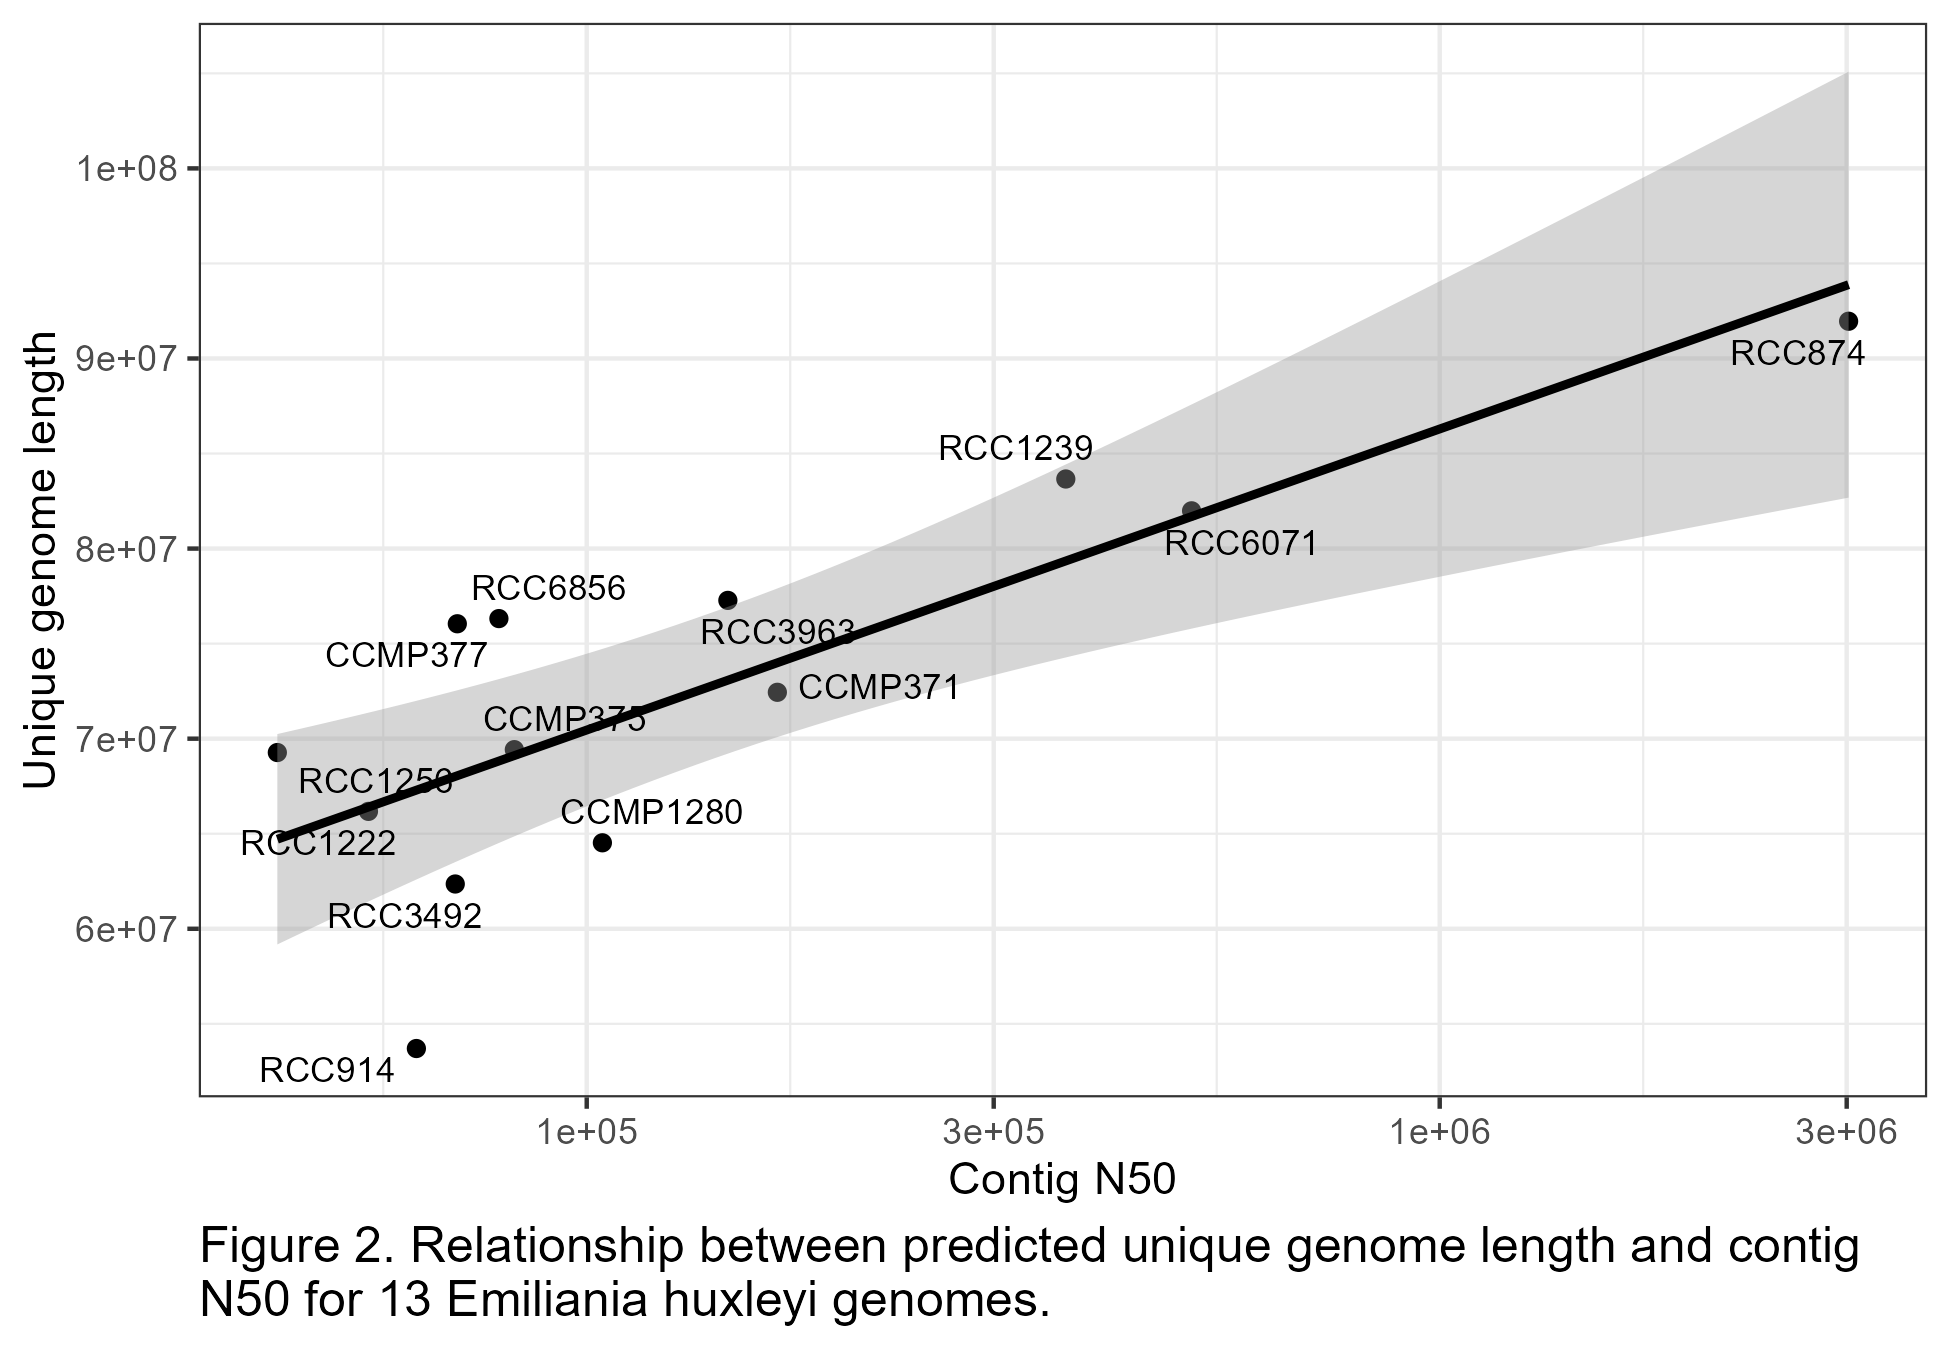 Unique genome length
1e+08
9e+07
8e+07
7e+07
6e+07
RCC874
RCC1239
RCC6071
RCC6856
CCMP377
RCC3963
CCMP371
CCMP375
RCC1256
CCMP1280
RCC1222
RCC3492
RCC914
1e+05 3e+05 1e+06 3e+06
Contig N50
Figure 2. Relationship between predicted unique genome length and contig
N50 for 13 Emiliania huxleyi genomes.